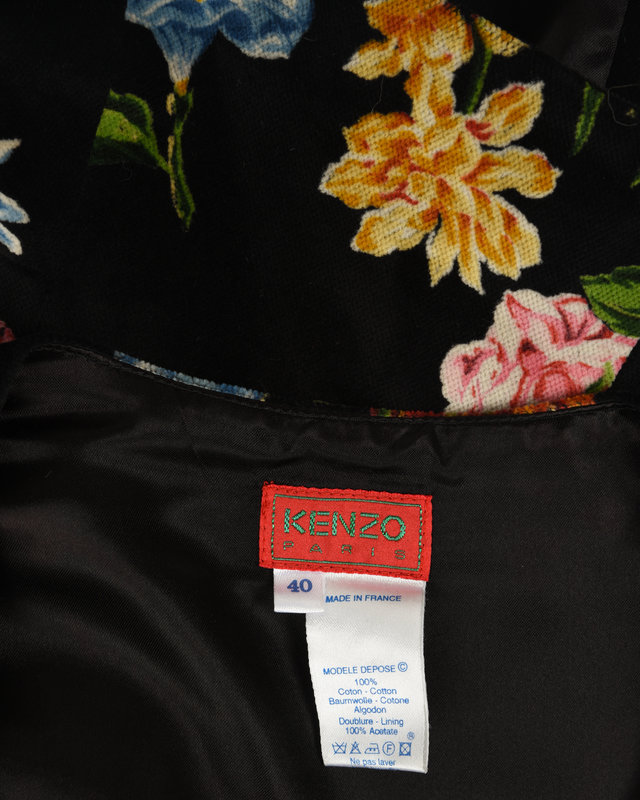 KENZO
PARIS
40
MADE IN FRANCE
MODELE DEPOSE ©
100%
Coton - Cotton
Baumwolle - Cotone
Algodon
Doublure - Lining
100% Acetate
®
F
Ne pas laver